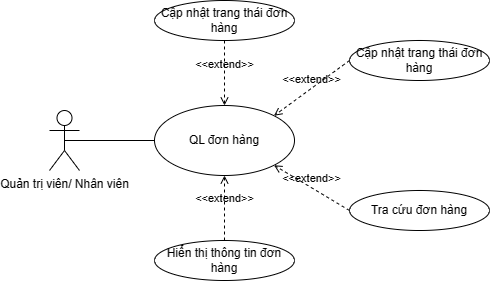 Cập nhật trang thái đơn
hàng
<<extend>>
Cập nhật trang thái đơn
hàng
<<extend>>
QL đơn hàng
Quản trị viên/ Nhân viên
<<extend>>
<<extend>>
Tra cứu đơn hàng
Hiển thị thông tin đơn
hàng